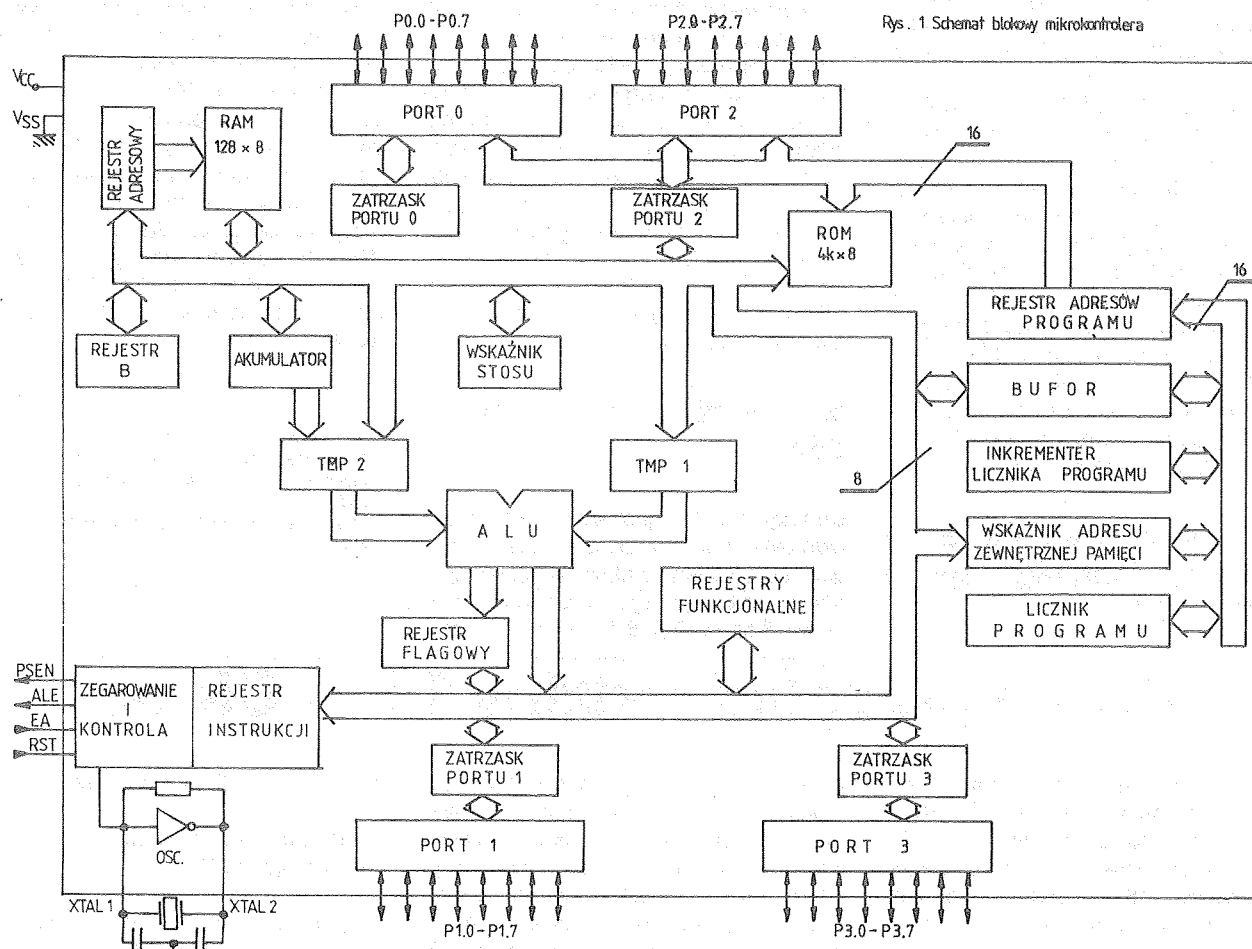 P0.0-P0.7
P2.0-P2.7
Rys. 1 Schemat blokowy mikrokontrolera
VCC
VSS
PORT 0
PORT 2
16
REJESTR
ADRESOWY
RAM
128 × 8
ZATRZASK
PORTU 0
ZATRZASK
PORTU 2
ROM
4k×8
16
REJESTR ADRESÓW
PROGRAMU
REJESTR
B
AKUMULATOR
WSKAŹNIK
STOSU
BUFOR
TMP 2
TMP 1
INKREMENTER
LICZNIKA PROGRAMU
8
ALU
WSKAŹNIK ADRESU
ZEWNĘTRZNEJ PAMIĘCI
REJESTRY
FUNKCJONALNE
LICZNIK
PROGRAMU
REJESTR
FLAGOWY
PSEN
ALE
EA
RST
ZEGAROWANIE
I
KONTROLA
REJESTR
INSTRUKCJI
ZATRZASK
PORTU 1
ZATRZASK
PORTU 3
OSC.
PORT 1
PORT 3
XTAL 1
XTAL 2
P1.0-P1.7
P3.0-P3.7